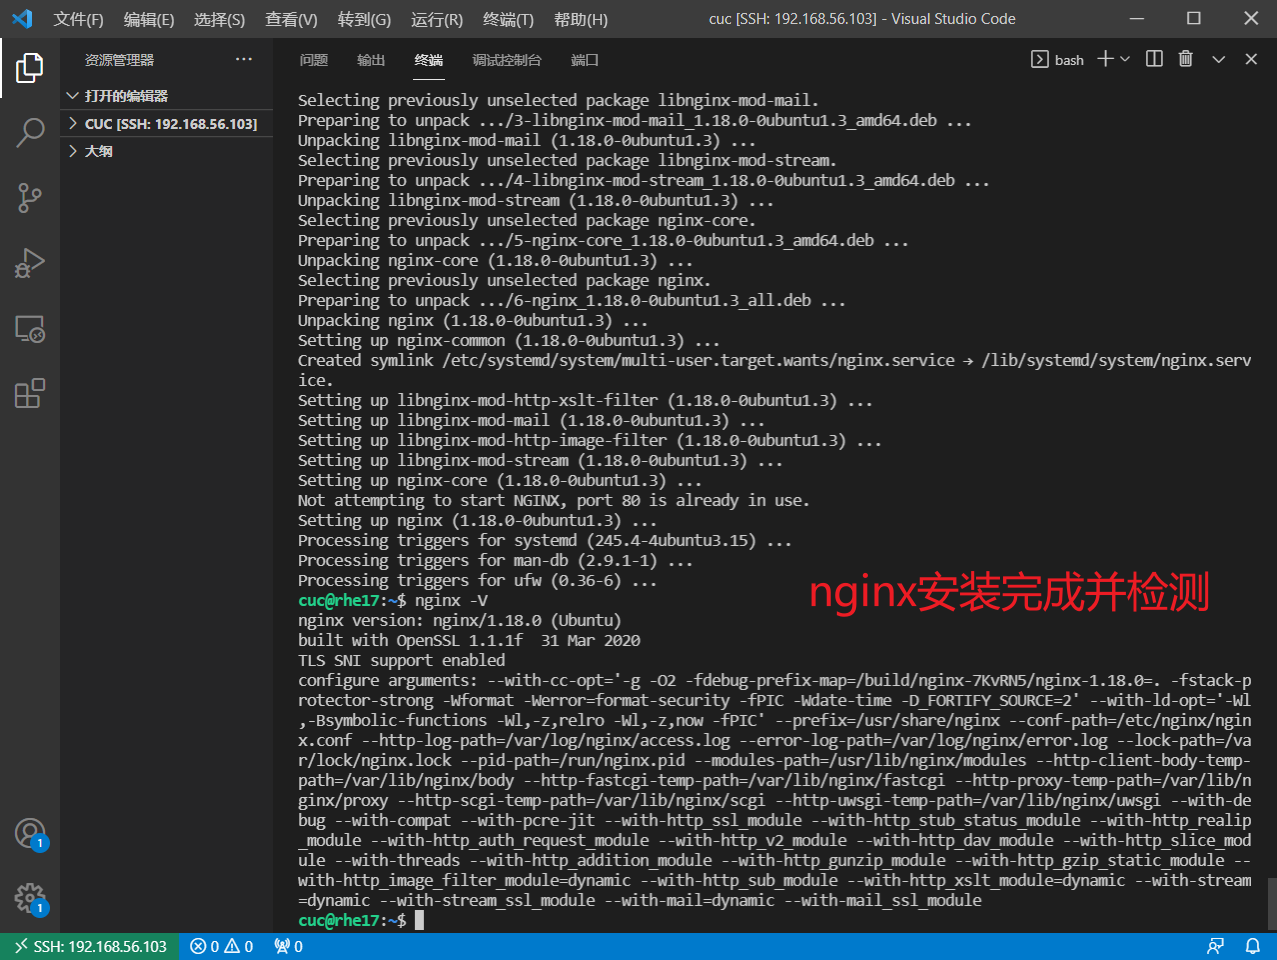 文件(F) 编辑(E) 选择(S) 查看(V) 转到(G) 运行(R) 终端(T) 帮助(H) cuc [SSH: 192.168.56.103] - Visual Studio Code
资源管理器 ··· 问题 输出 终端 调试控制台 端口 bash
打开的编辑器
CUC [SSH: 192.168.56.103]
大纲
Selecting previously unselected package libnginx-mod-mail.
Preparing to unpack .../3-libnginx-mod-mail_1.18.0-0ubuntu1.3_amd64.deb ...
Unpacking libnginx-mod-mail (1.18.0-0ubuntu1.3) ...
Selecting previously unselected package libnginx-mod-stream.
Preparing to unpack .../4-libnginx-mod-stream_1.18.0-0ubuntu1.3_amd64.deb ...
Unpacking libnginx-mod-stream (1.18.0-0ubuntu1.3) ...
Selecting previously unselected package nginx-core.
Preparing to unpack .../5-nginx-core_1.18.0-0ubuntu1.3_amd64.deb ...
Unpacking nginx-core (1.18.0-0ubuntu1.3) ...
Selecting previously unselected package nginx.
Preparing to unpack .../6-nginx_1.18.0-0ubuntu1.3_all.deb ...
Unpacking nginx (1.18.0-0ubuntu1.3) ...
Setting up nginx-common (1.18.0-0ubuntu1.3) ...
Created symlink /etc/systemd/system/multi-user.target.wants/nginx.service → /lib/systemd/system/nginx.serv
ice.
Setting up libnginx-mod-http-xslt-filter (1.18.0-0ubuntu1.3) ...
Setting up libnginx-mod-mail (1.18.0-0ubuntu1.3) ...
Setting up libnginx-mod-http-image-filter (1.18.0-0ubuntu1.3) ...
Setting up libnginx-mod-stream (1.18.0-0ubuntu1.3) ...
Setting up nginx-core (1.18.0-0ubuntu1.3) ...
Not attempting to start NGINX, port 80 is already in use.
Setting up nginx (1.18.0-0ubuntu1.3) ...
Processing triggers for systemd (245.4-4ubuntu3.15) ...
Processing triggers for man-db (2.9.1-1) ...
Processing triggers for ufw (0.36-6) ...
nginx安装完成并检测
cuc@rhe17:~$ nginx -V
nginx version: nginx/1.18.0 (Ubuntu)
built with OpenSSL 1.1.1f  31 Mar 2020
TLS SNI support enabled
configure arguments: --with-cc-opt='-g -O2 -fdebug-prefix-map=/build/nginx-7KvRN5/nginx-1.18.0=. -fstack-p
rotector-strong -Wformat -Werror=format-security -fPIC -Wdate-time -D_FORTIFY_SOURCE=2' --with-ld-opt='-Wl
,-Bsymbolic-functions -Wl,-z,relro -Wl,-z,now -fPIC' --prefix=/usr/share/nginx --conf-path=/etc/nginx/ngin
x.conf --http-log-path=/var/log/nginx/access.log --error-log-path=/var/log/nginx/error.log --lock-path=/va
r/lock/nginx.lock --pid-path=/run/nginx.pid --modules-path=/usr/lib/nginx/modules --http-client-body-temp-
path=/var/lib/nginx/body --http-fastcgi-temp-path=/var/lib/nginx/fastcgi --http-proxy-temp-path=/var/lib/n
ginx/proxy --http-scgi-temp-path=/var/lib/nginx/scgi --http-uwsgi-temp-path=/var/lib/nginx/uwsgi --with-de
bug --with-compat --with-pcre-jit --with-http_ssl_module --with-http_stub_status_module --with-http_realip
_module --with-http_auth_request_module --with-http_v2_module --with-http_dav_module --with-http_slice_mod
ule --with-threads --with-http_addition_module --with-http_gunzip_module --with-http_gzip_static_module --
with-http_image_filter_module=dynamic --with-http_sub_module --with-http_xslt_module=dynamic --with-stream
=dynamic --with-stream_ssl_module --with-mail=dynamic --with-mail_ssl_module
cuc@rhe17:~$
1
1
SSH: 192.168.56.103 0 0 0